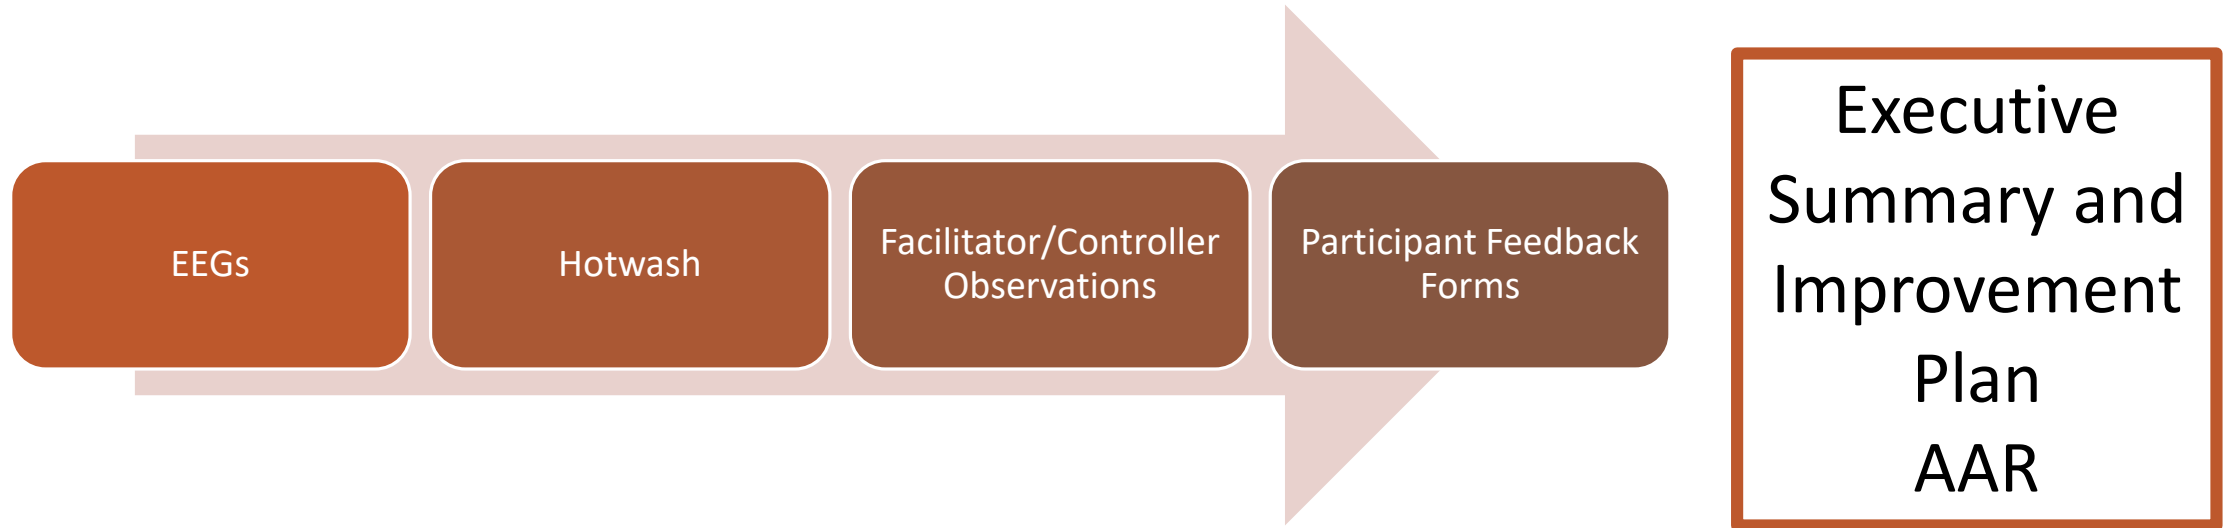 EEGs
Hotwash
Facilitator/Controller
Observations
Participant Feedback
Forms
Executive
Summary and
Improvement
Plan
AAR